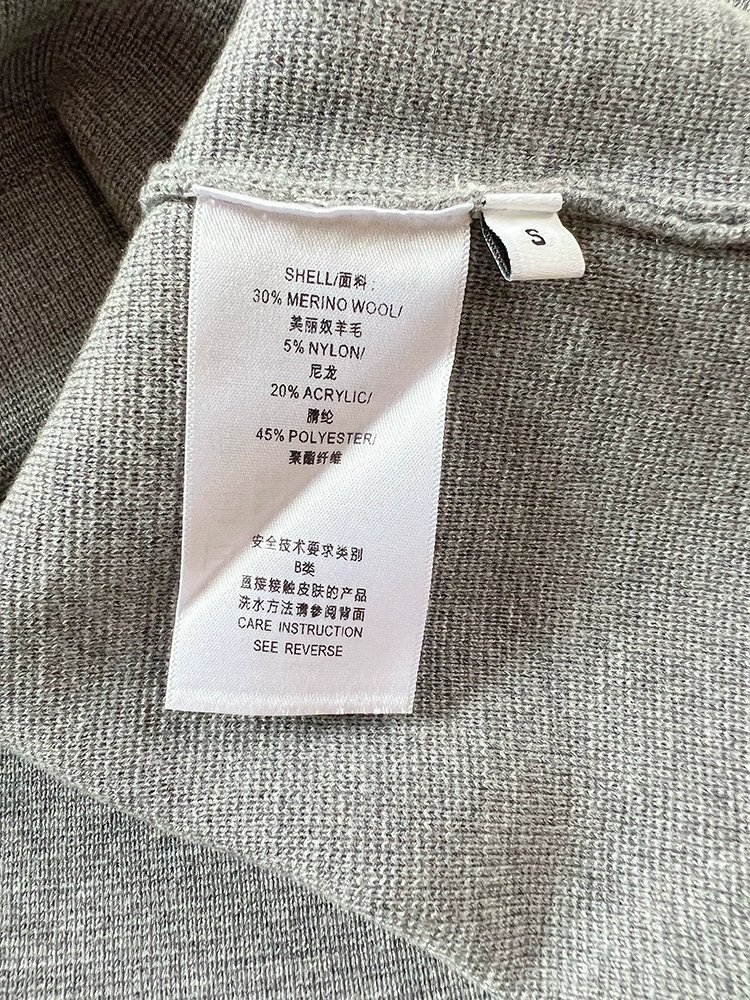 SHELL/面料:
30% MERINO WOOL/
美丽奴羊毛
5% NYLON/
尼龙
20% ACRYLIC/
腈纶
45% POLYESTER/
聚酯纤维
安全技术要求类别
B类
直接接触皮肤的产品
洗水方法请参阅背面
CARE INSTRUCTION
SEE REVERSE
S